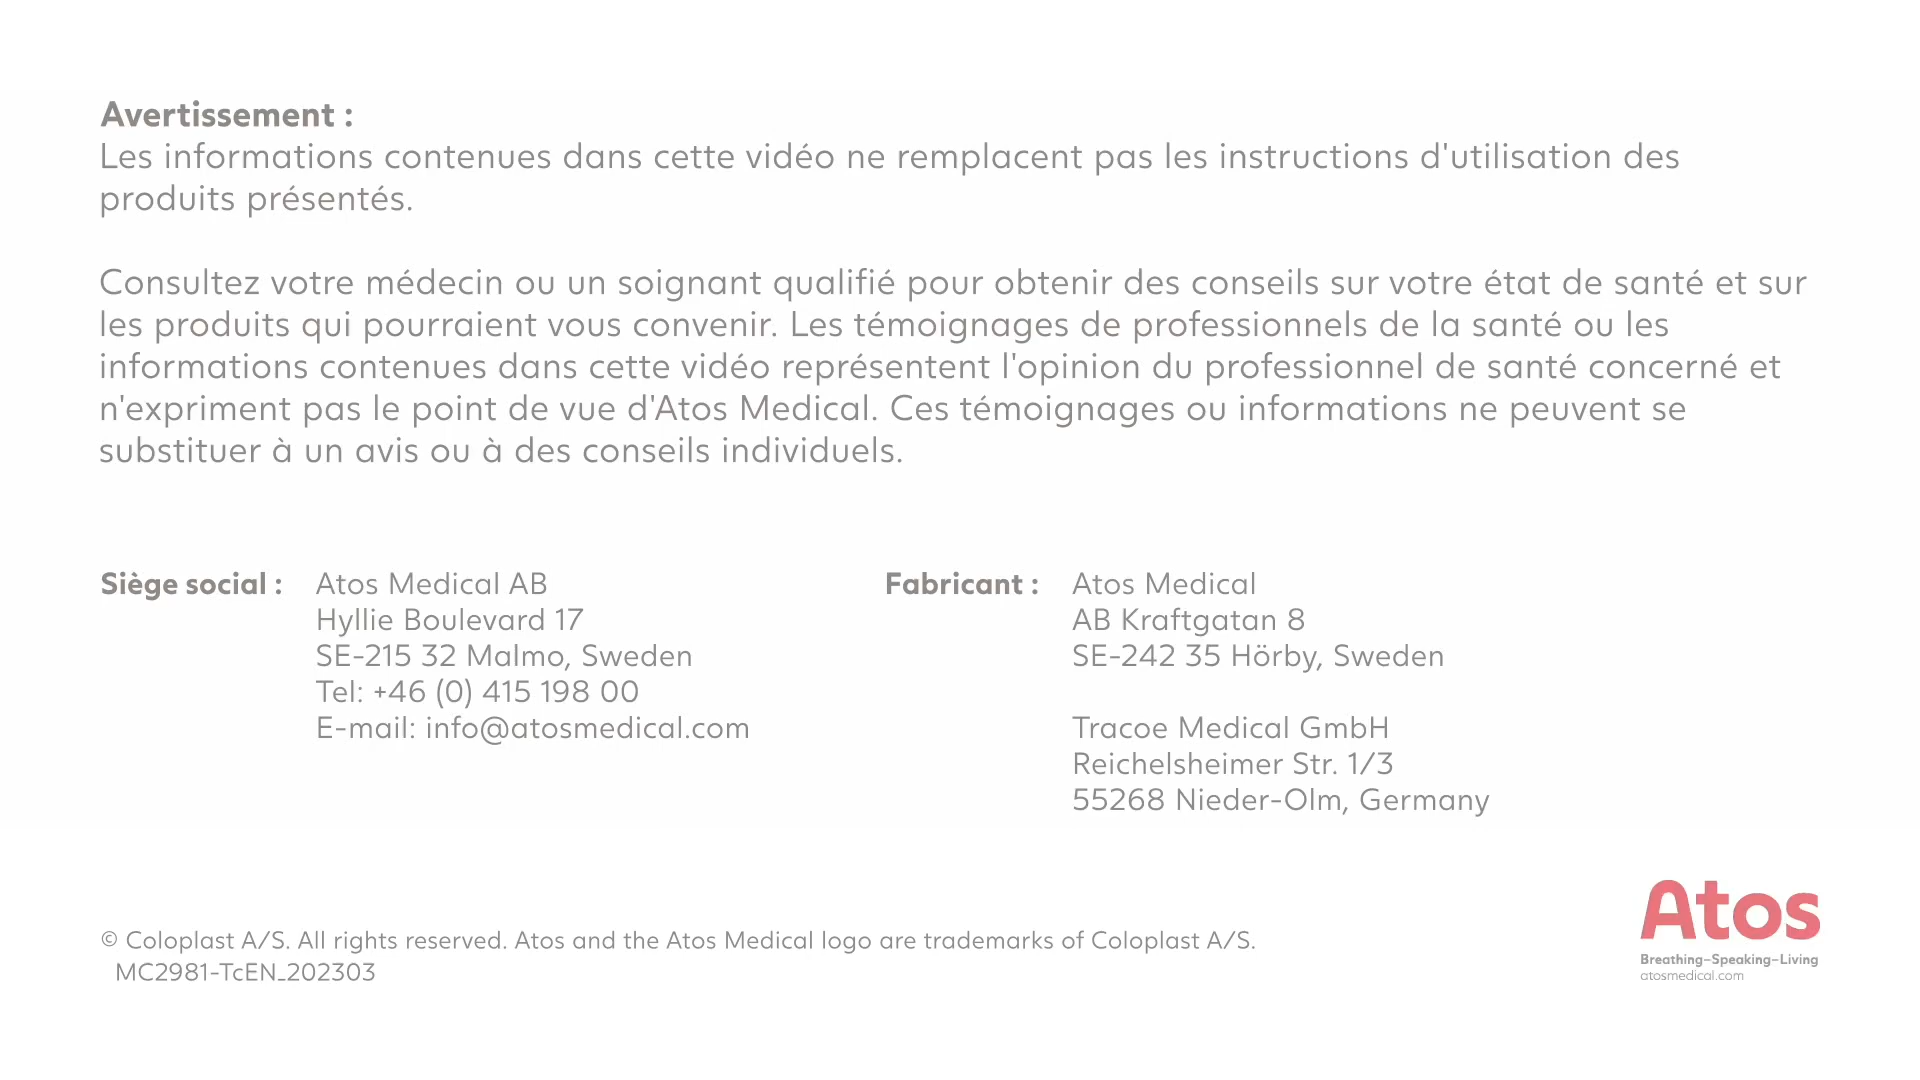 Avertissement :
Les informations contenues dans cette vidéo ne remplacent pas les instructions d'utilisation des
produits présentés.
Consultez votre médecin ou un soignant qualifié pour obtenir des conseils sur votre état de santé et sur
les produits qui pourraient vous convenir. Les témoignages de professionnels de la santé ou les
informations contenues dans cette vidéo représentent l'opinion du professionnel de santé concerné et
n'expriment pas le point de vue d'Atos Medical. Ces témoignages ou informations ne peuvent se
substituer à un avis ou à des conseils individuels.
Siège social :
Atos Medical AB
Hyllie Boulevard 17
SE-215 32 Malmo, Sweden
Tel: +46 (0) 415 198 00
E-mail: info@atosmedical.com
Fabricant :
Atos Medical
AB Kraftgatan 8
SE-242 35 Hörby, Sweden
Tracoe Medical GmbH
Reichelsheimer Str. 1/3
55268 Nieder-Olm, Germany
© Coloplast A/S. All rights reserved. Atos and the Atos Medical logo are trademarks of Coloplast A/S.
MC2981-TcEN_202303
Atos
Breathing–Speaking–Living
atosmedical.com